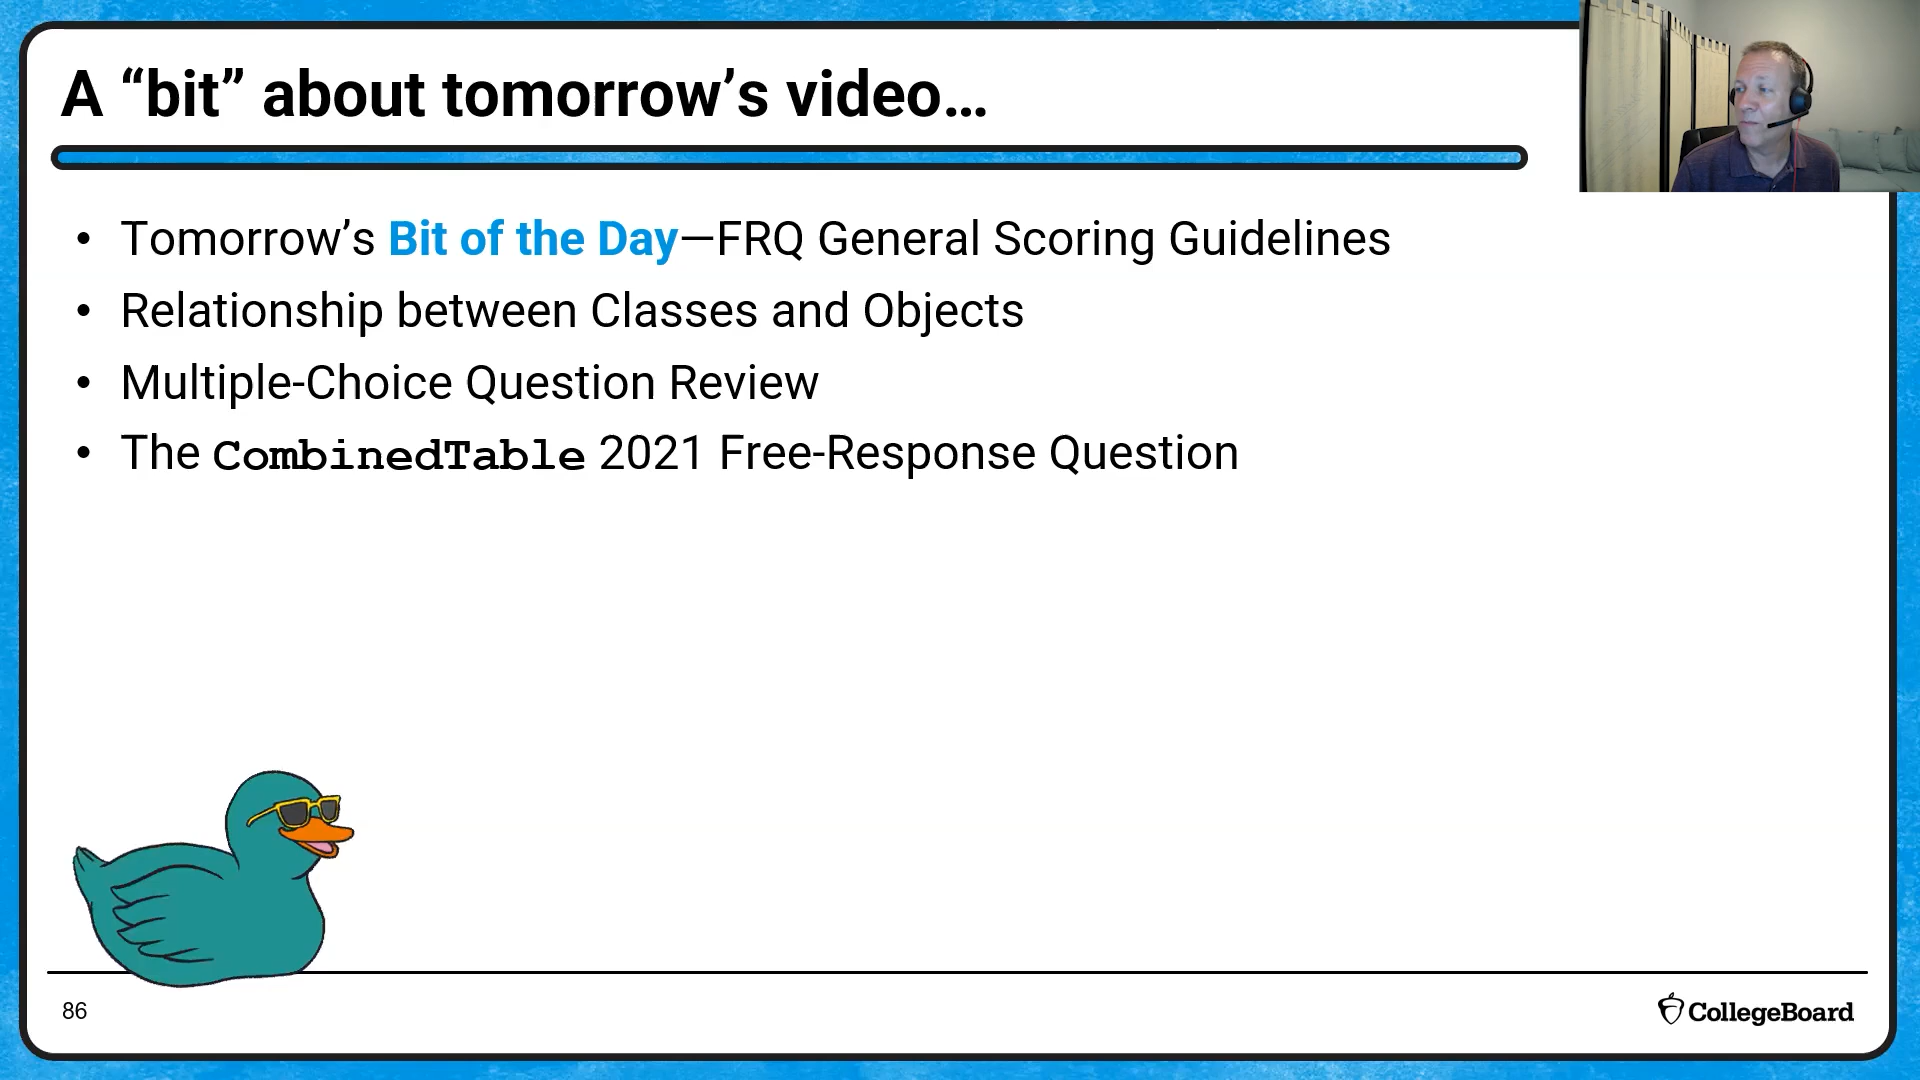 A “bit” about tomorrow’s video…
• Tomorrow’s Bit of the Day—FRQ General Scoring Guidelines
• Relationship between Classes and Objects
• Multiple-Choice Question Review
• The CombinedTable 2021 Free-Response Question
86
CollegeBoard